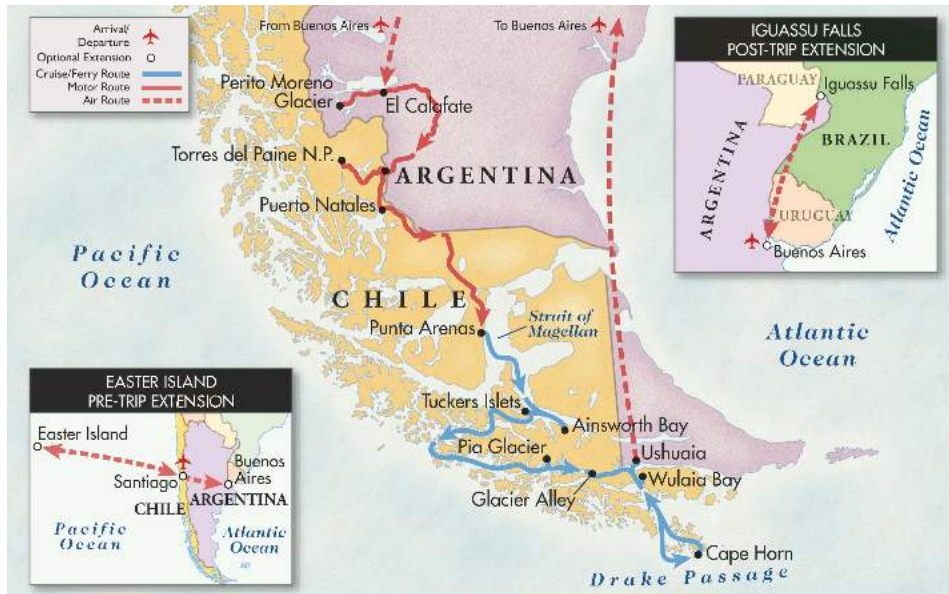 Arrival/
Departure
Optional Extension
Cruise/Ferry Route
Motor Route
Air Route
From Buenos Aires
To Buenos Aires
Perito Moreno
Glacier
El Calafate
Torres del Paine N.P.
ARGENTINA
Puerto Natales
Pacific
Ocean
CHILE
Punta Arenas
Strait of
Magellan
Atlantic
Ocean
Tuckers Islets
Ainsworth Bay
Pia Glacier
Ushuaia
Glacier Alley
Wulaia Bay
Cape Horn
Drake Passage
IGUASSU FALLS
POST-TRIP EXTENSION
PARAGUAY
Iguassu Falls
BRAZIL
ARGENTINA
Atlantic Ocean
URUGUAY
Buenos Aires
EASTER ISLAND
PRE-TRIP EXTENSION
Easter Island
Santiago
Buenos
Aires
CHILE
ARGENTINA
Pacific
Ocean
Atlantic
Ocean